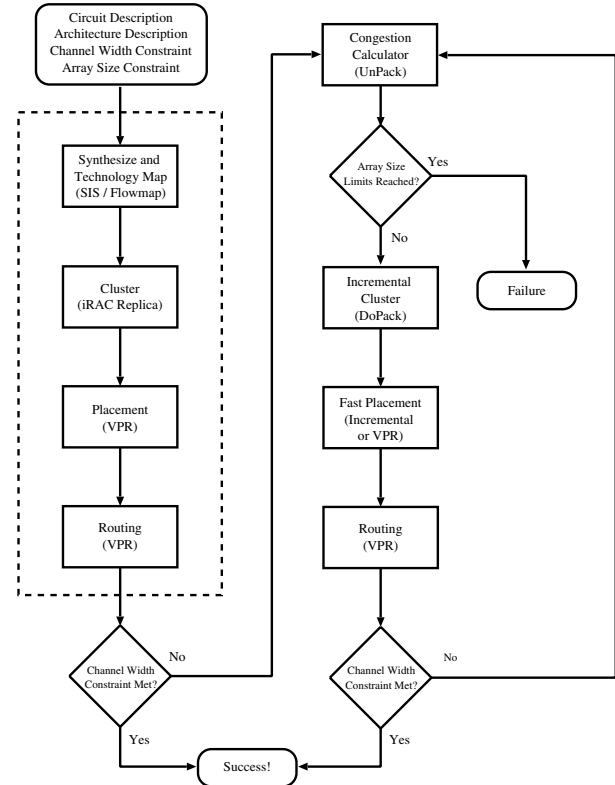 Circuit Description
Architecture Description
Channel Width Constraint
Array Size Constraint
Synthesize and
Technology Map
(SIS / Flowmap)
Cluster
(iRAC Replica)
Placement
(VPR)
Routing
(VPR)
Channel Width
Constraint Met?
No
Yes
Success!
Congestion
Calculator
(UnPack)
Array Size
Limits Reached?
Yes
No
Failure
Incremental
Cluster
(DoPack)
Fast Placement
(Incremental
or VPR)
Routing
(VPR)
Channel Width
Constraint Met?
No
Yes